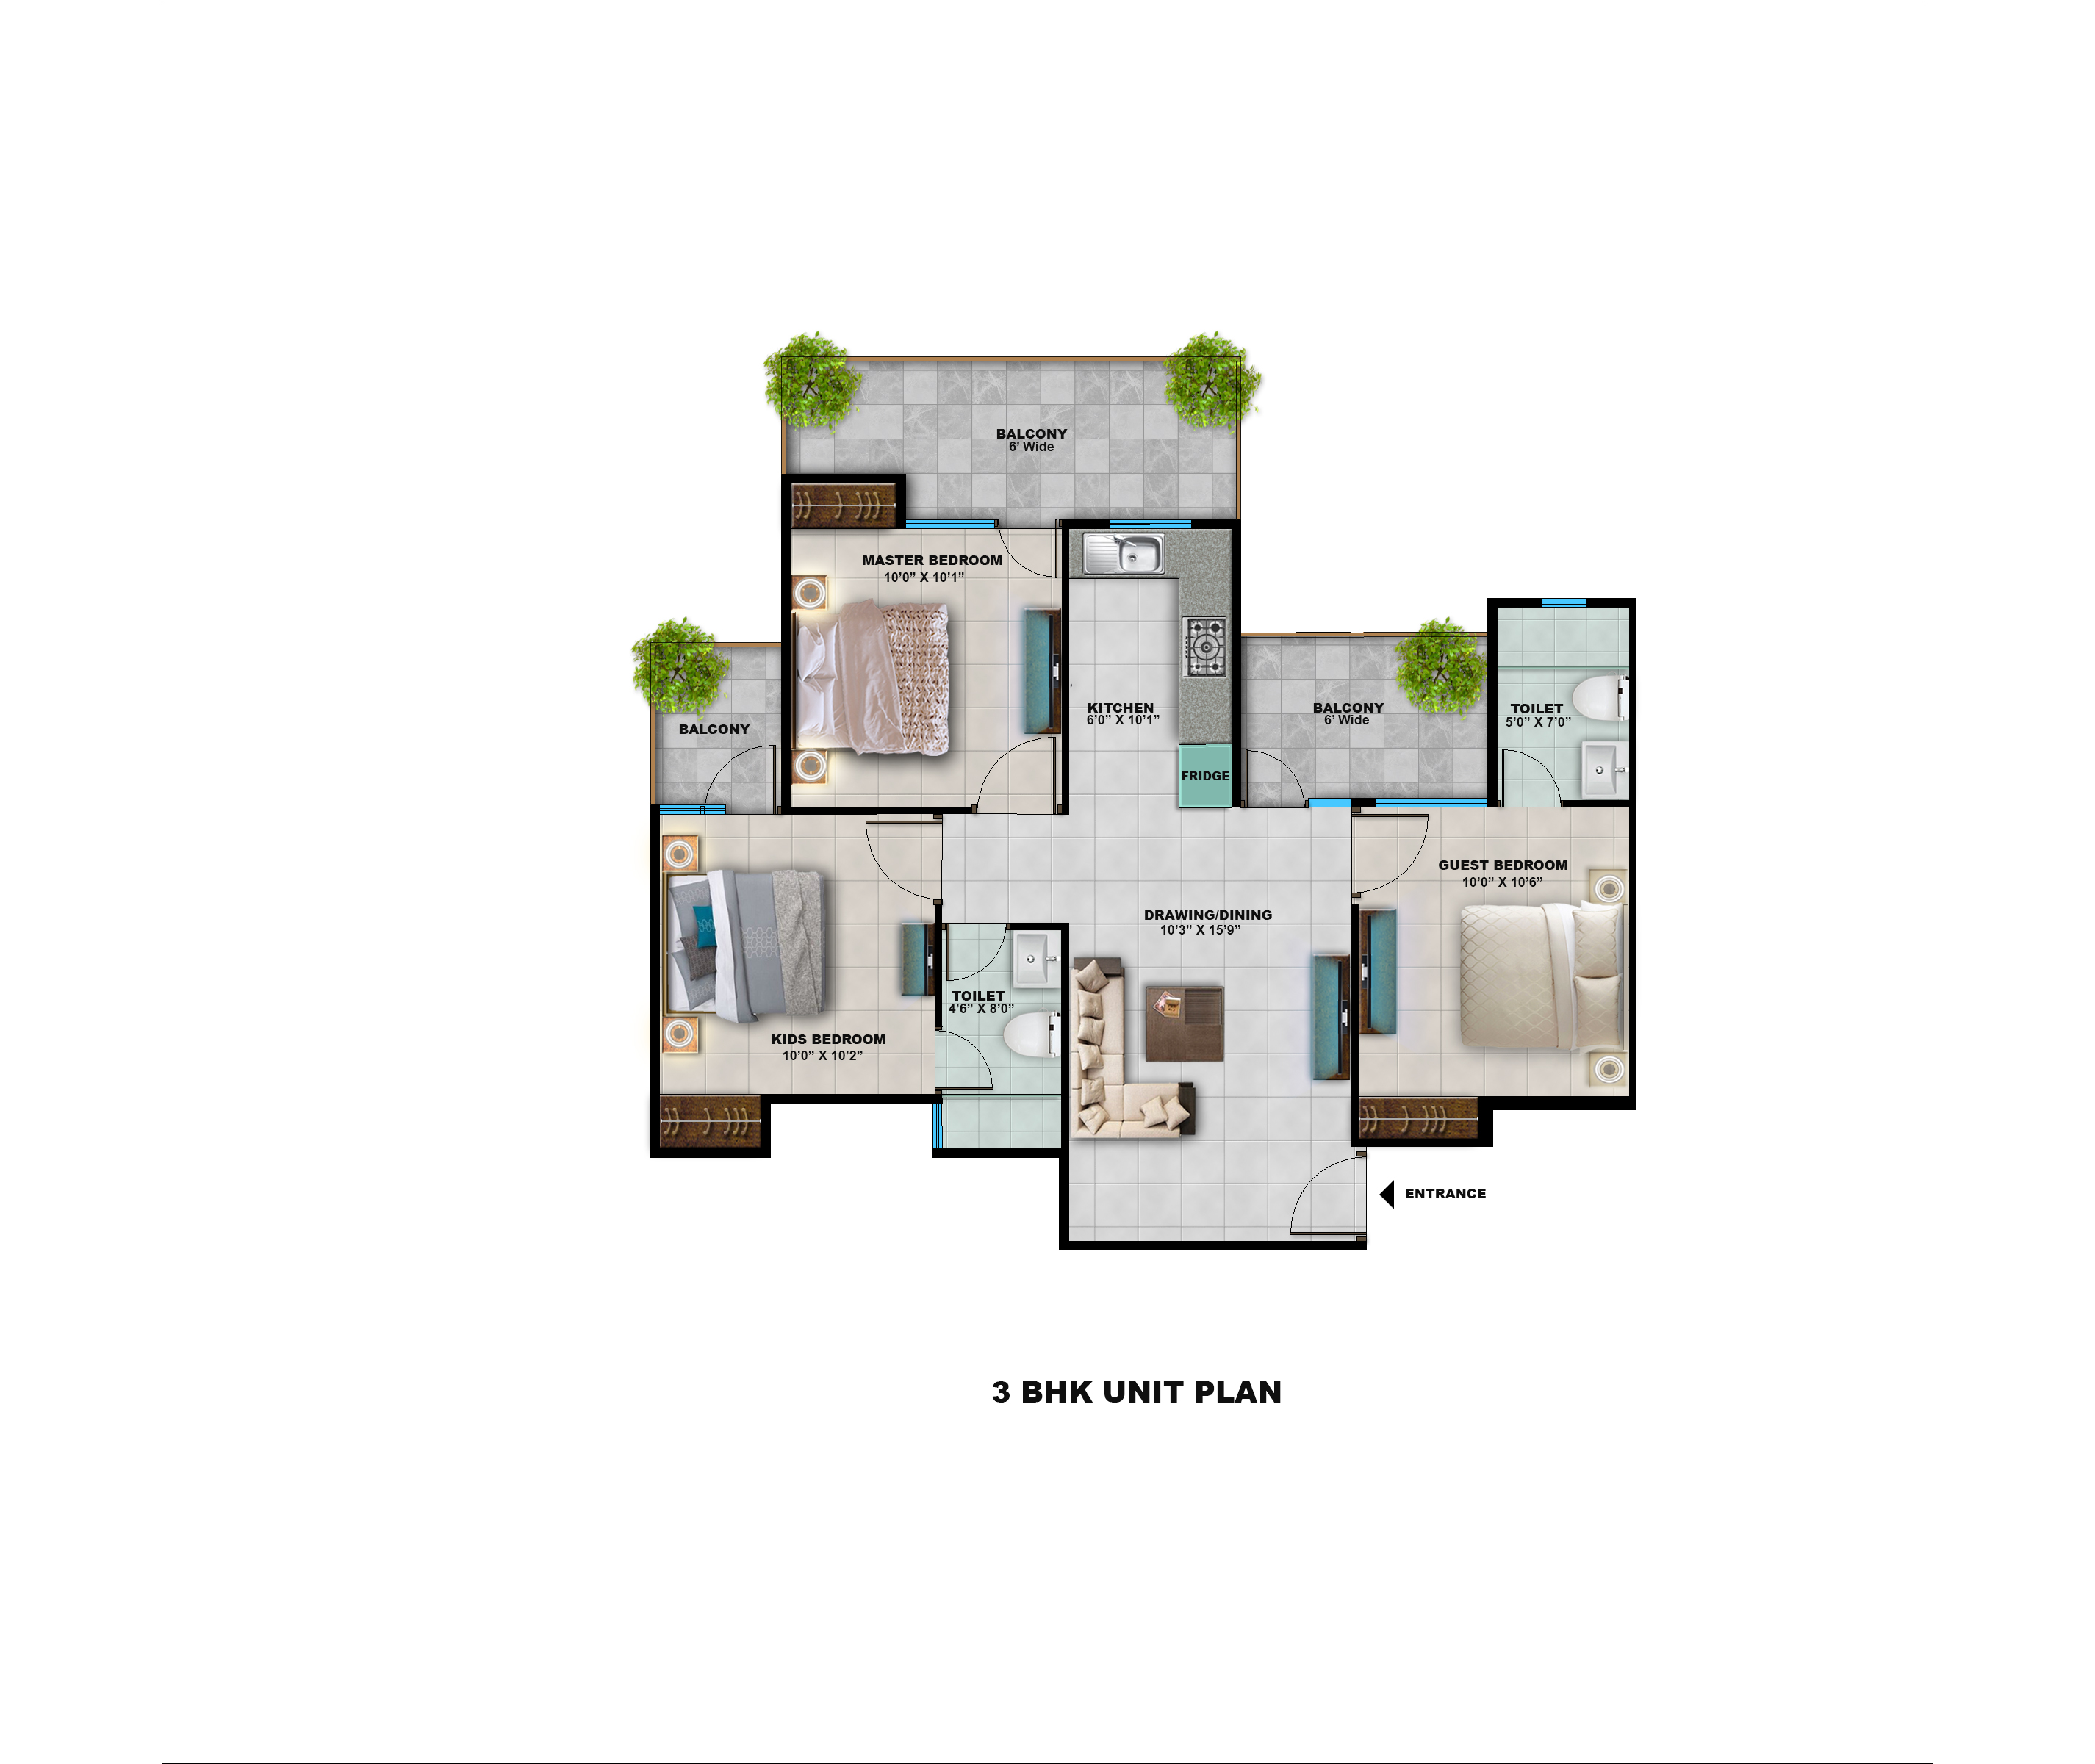 BALCONY
6’ Wide
MASTER BEDROOM
10’0” X 10’1”
KITCHEN
6’0” X 10’1”
FRIDGE
BALCONY
6’ Wide
TOILET
5’0” X 7’0”
BALCONY
GUEST BEDROOM
10’0” X 10’6”
DRAWING/DINING
10’3” X 15’9”
TOILET
4’6” X 8’0”
KIDS BEDROOM
10’0” X 10’2”
ENTRANCE
3 BHK UNIT PLAN